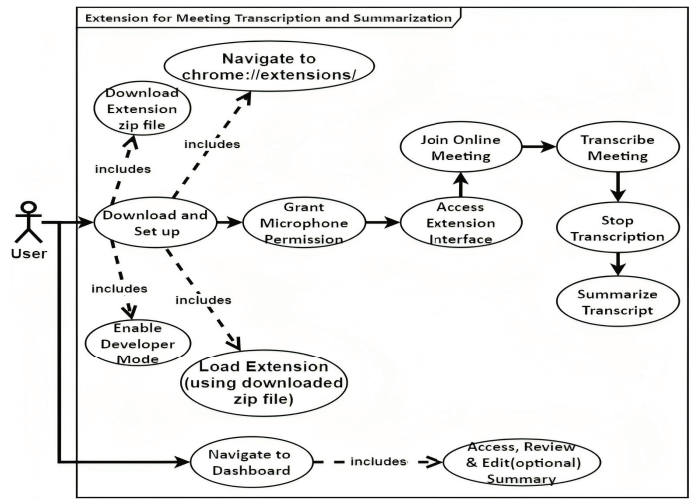 Extension for Meeting Transcription and Summarization
Navigate to
chrome://extensions/
Download
Extension
zip file
includes
includes
Join Online
Meeting
Transcribe
Meeting
User
Download and
Set up
Grant
Microphone
Permission
Access
Extension
Interface
Stop
Transcription
includes
includes
Summarize
Transcript
Enable
Developer
Mode
Load Extension
(using downloaded
zip file)
Navigate to
Dashboard
includes
Access, Review
& Edit(optional)
Summary